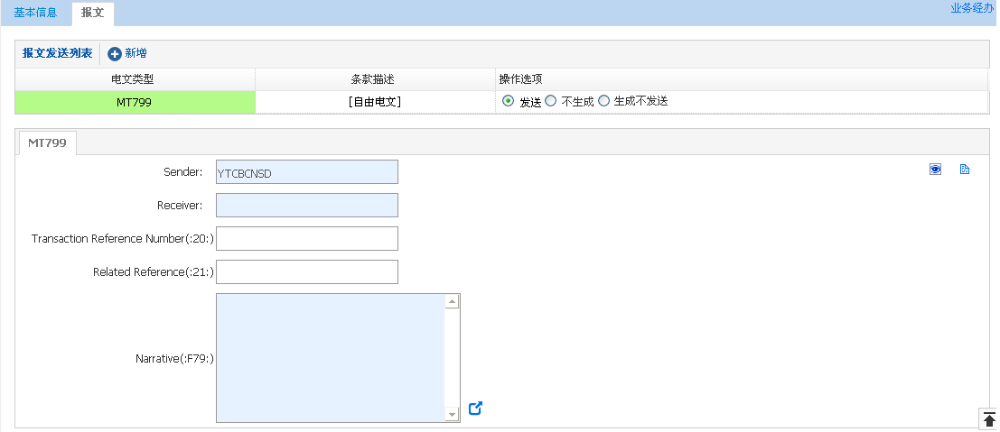 基本信息 报文 业务经办
报文发送列表 新增
电文类型 条款描述 操作选项
MT799 [自由电文] 发送 不生成 生成不发送
MT799
Sender: YTCBCNSD
Receiver:
Transaction Reference Number(:20:)
Related Reference(:21:)
Narrative(:F79:)